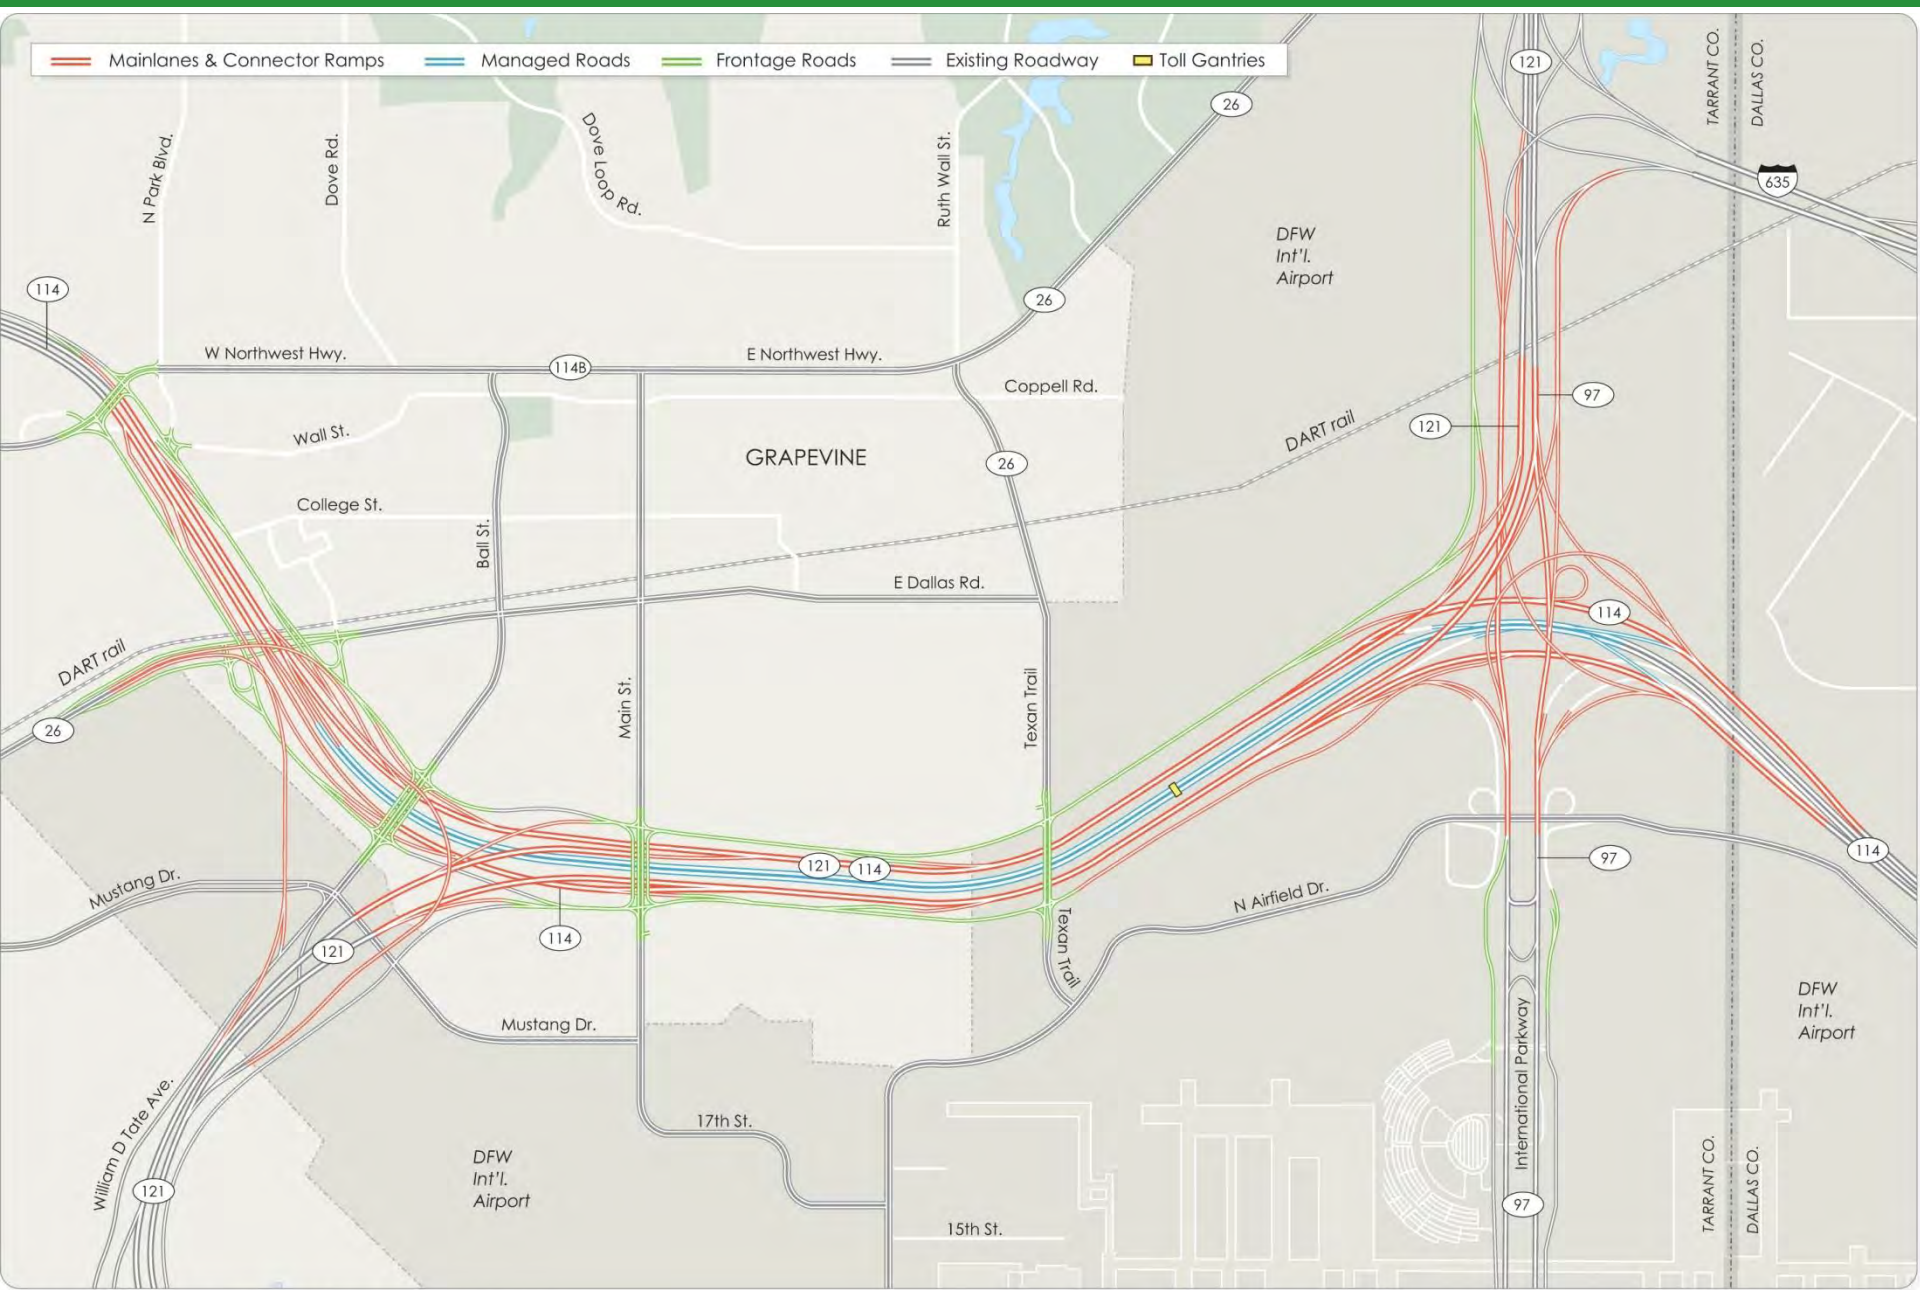 Mainlanes & Connector Ramps
Managed Roads
Frontage Roads
Existing Roadway
Toll Gantries
121
TARRANT CO.
DALLAS CO.
26
N Park Blvd.
Dove Rd.
Dove Loop Rd.
Ruth Wall St.
635
DFW
Int'l.
Airport
114
26
W Northwest Hwy.
114B
E Northwest Hwy.
Coppell Rd.
97
121
DART rail
Wall St.
GRAPEVINE
26
College St.
Ball St.
E Dallas Rd.
114
DART rail
26
Main St.
Texan Trail
121
114
114
97
Mustang Dr.
N Airfield Dr.
114
121
Texan Trail
Mustang Dr.
DFW
Int'l.
Airport
International Parkway
William D Tate Ave.
17th St.
DFW
Int'l.
Airport
121
97
TARRANT CO.
DALLAS CO.
15th St.